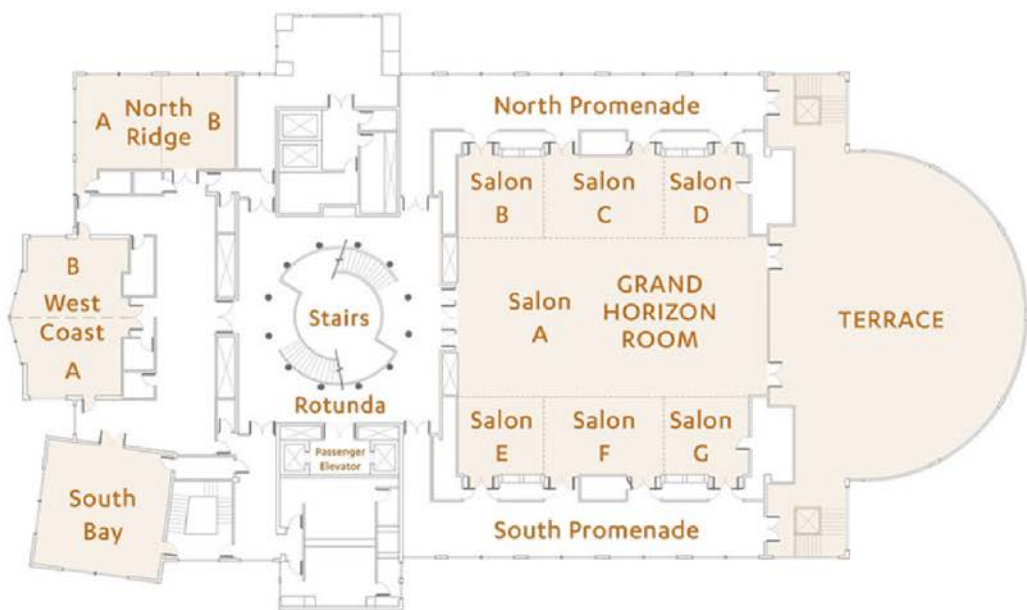 North Promenade
A North B
Ridge
Salon B
Salon C
Salon D
B
West
Coast
A
Stairs
Salon A
GRAND
HORIZON
ROOM
TERRACE
Rotunda
Passenger
Elevator
Salon E
Salon F
Salon G
South
Bay
South Promenade